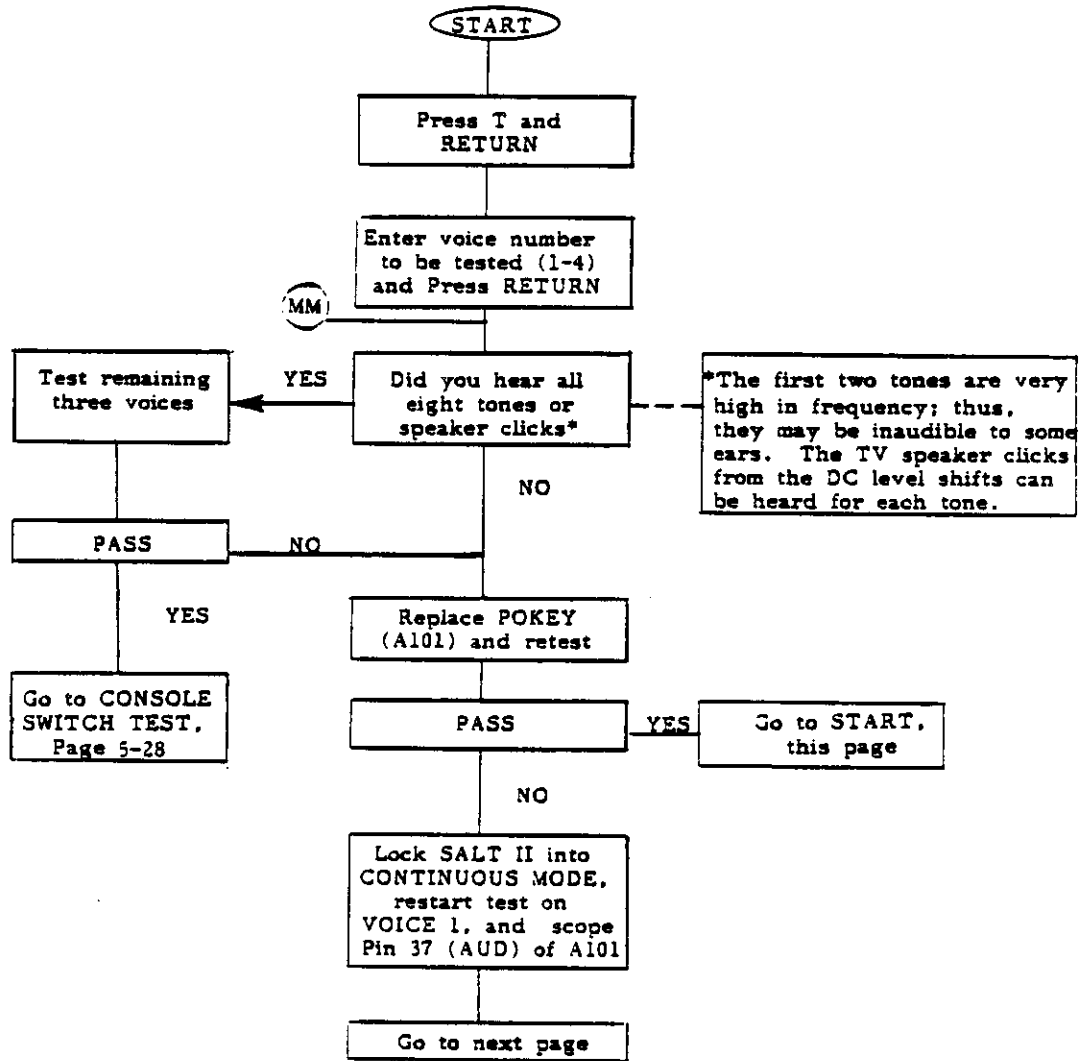 START
Press T and
RETURN
Enter voice number
to be tested (1-4)
and Press RETURN
MM
Test remaining
three voices
YES
Did you hear all
eight tones or
speaker clicks*
*The first two tones are very
high in frequency; thus,
they may be inaudible to some
ears. The TV speaker clicks
from the DC level shifts can
be heard for each tone.
NO
PASS
NO
YES
Replace POKEY
(A101) and retest
Go to CONSOLE
SWITCH TEST,
Page 5-28
PASS
YES
Go to START,
this page
NO
Lock SALT II into
CONTINUOUS MODE,
restart test on
VOICE 1, and scope
Pin 37 (AUD) of A101
Go to next page